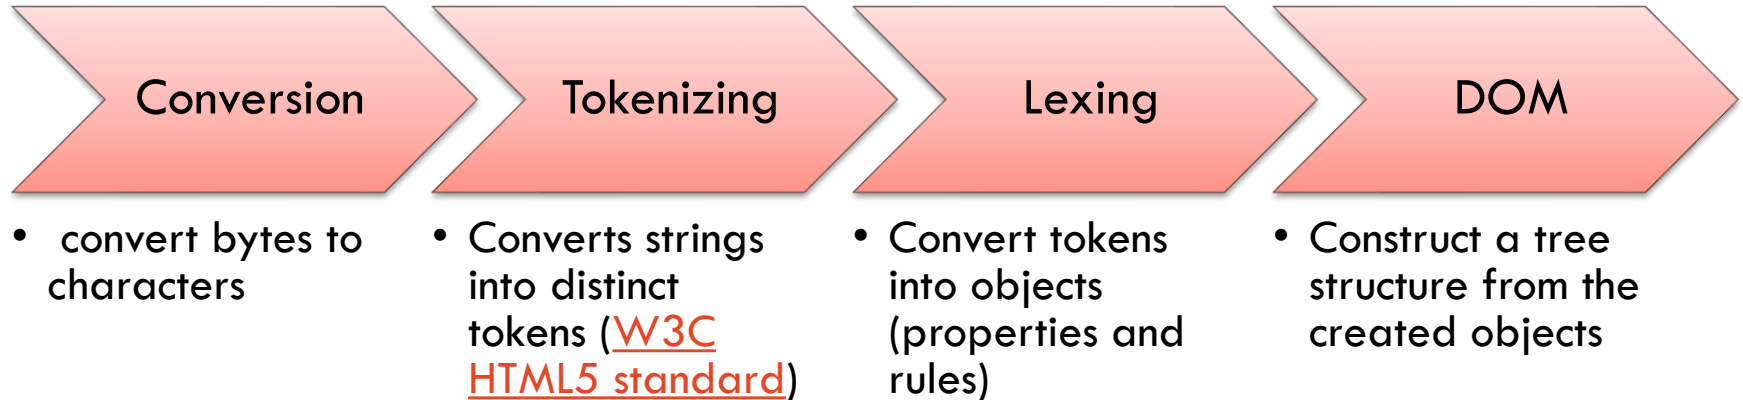 Conversion
• convert bytes to
characters
Tokenizing
• Converts strings
into distinct
tokens (W3C
HTML5 standard)
Lexing
• Convert tokens
into objects
(properties and
rules)
DOM
• Construct a tree
structure from the
created objects